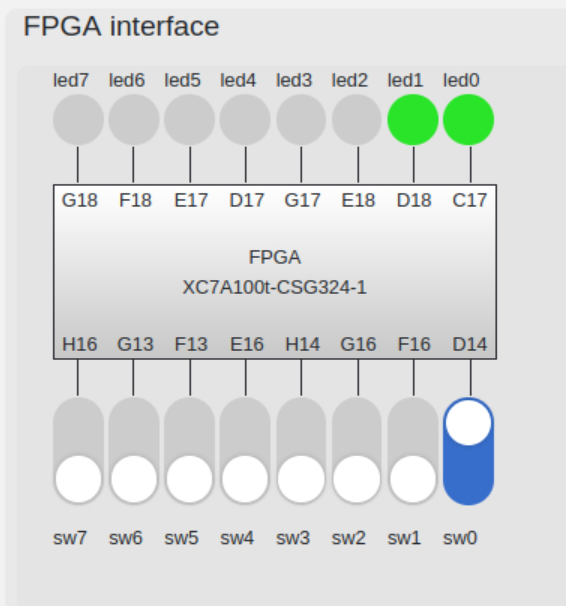 FPGA interface
led7 led6 led5 led4 led3 led2 led1 led0
G18 F18 E17 D17 G17 E18 D18 C17
FPGA
XC7A100t-CSG324-1
H16 G13 F13 E16 H14 G16 F16 D14
sw7 sw6 sw5 sw4 sw3 sw2 sw1 sw0